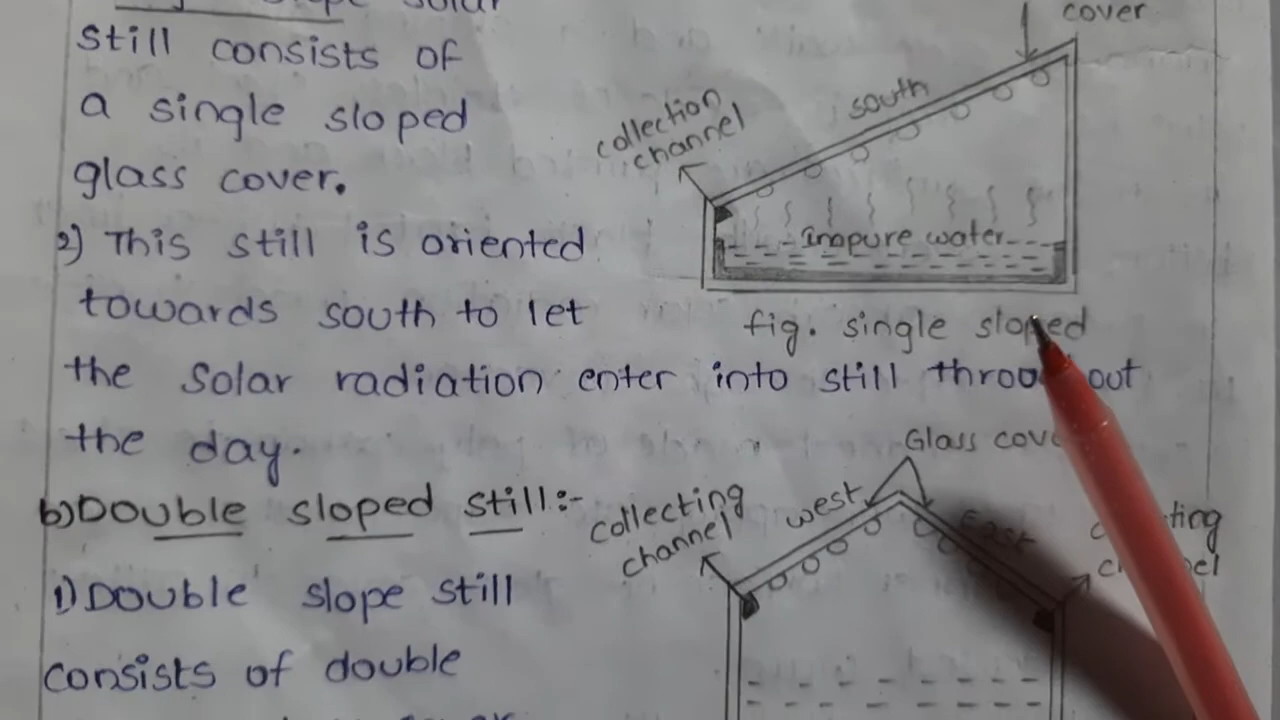 still consists of
a single sloped
glass cover.
2) This still is oriented
towards south to let
the solar radiation enter into still
the day.
cover
south
collection
channel
Impure water
fig. single sloped
b) Double sloped still:-
1) Double slope still
consists of double
Glass
collecting
channel
west
East